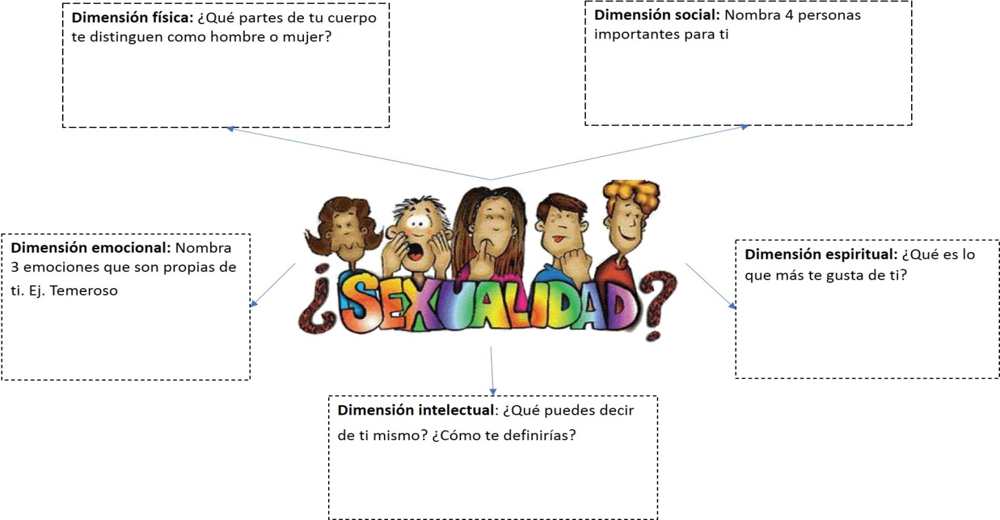 Dimensión física: ¿Qué partes de tu cuerpo
te distinguen como hombre o mujer?
Dimensión social: Nombra 4 personas
importantes para ti
¿SEXUALIDAD?
Dimensión emocional: Nombra
3 emociones que son propias de
ti. Ej. Temeroso
Dimensión espiritual: ¿Qué es lo
que más te gusta de ti?
Dimensión intelectual: ¿Qué puedes decir
de ti mismo? ¿Cómo te definirías?